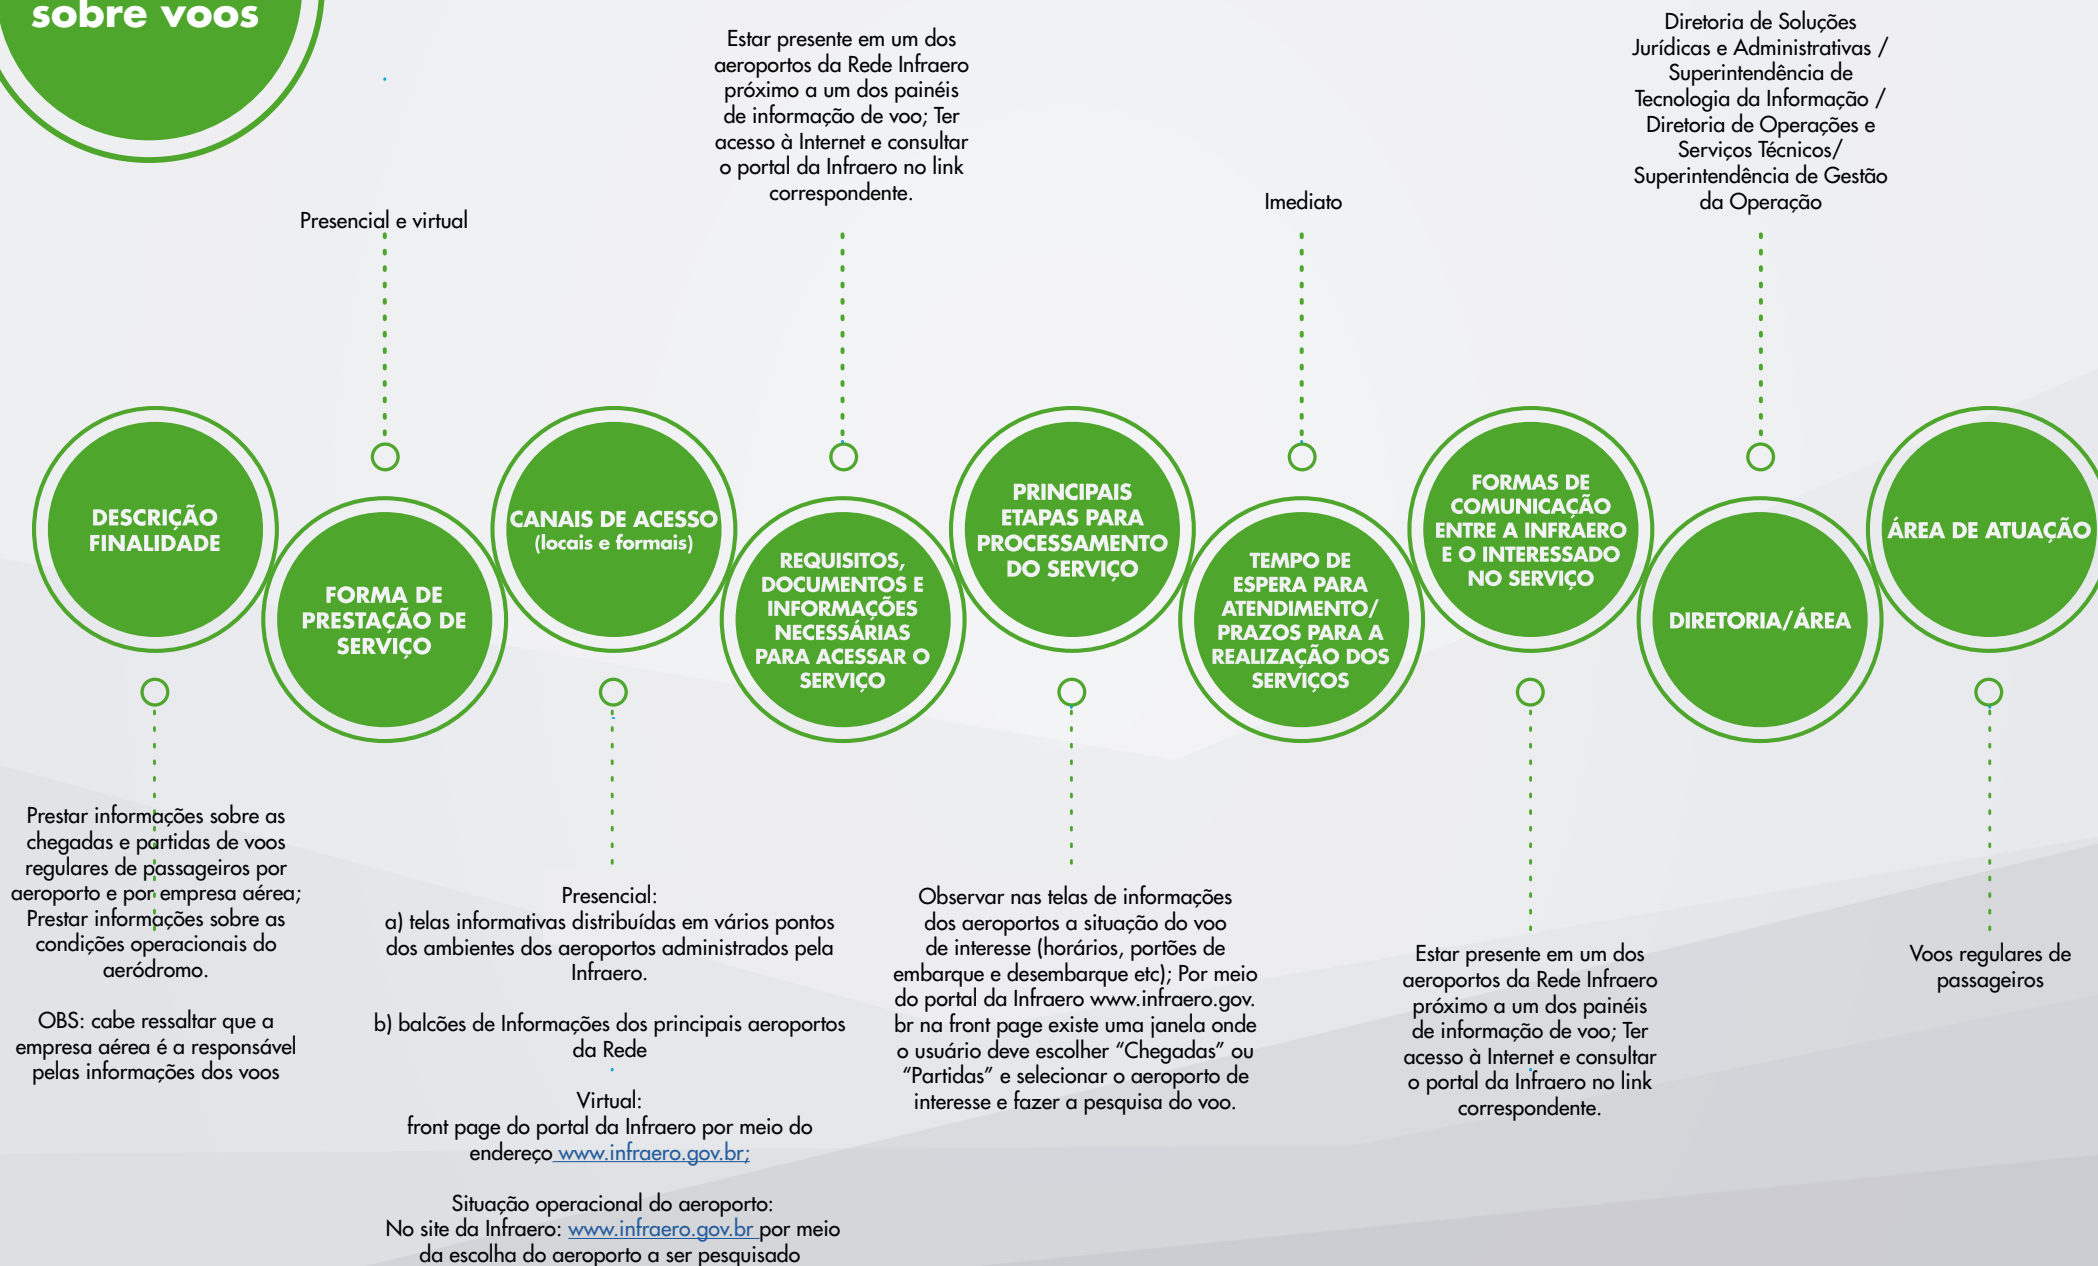 sobre voos
DESCRIÇÃO
FINALIDADE
Prestar informações sobre as
chegadas e partidas de voos
regulares de passageiros por
aeroporto e por empresa aérea;
Prestar informações sobre as
condições operacionais do
aeródromo.
OBS: cabe ressaltar que a
empresa aérea é a responsável
pelas informações dos voos
Presencial e virtual
FORMA DE
PRESTAÇÃO DE
SERVIÇO
CANAIS DE ACESSO
(locais e formais)
Presencial:
a) telas informativas distribuídas em vários pontos
dos ambientes dos aeroportos administrados pela
Infraero.
b) balcões de Informações dos principais aeroportos
da Rede
Virtual:
front page do portal da Infraero por meio do
endereço www.infraero.gov.br;
Situação operacional do aeroporto:
No site da Infraero: www.infraero.gov.br por meio
da escolha do aeroporto a ser pesquisado
Estar presente em um dos
aeroportos da Rede Infraero
próximo a um dos painéis
de informação de voo; Ter
acesso à Internet e consultar
o portal da Infraero no link
correspondente.
REQUISITOS,
DOCUMENTOS E
INFORMAÇÕES
NECESSÁRIAS
PARA ACESSAR O
SERVIÇO
PRINCIPAIS
ETAPAS PARA
PROCESSAMENTO
DO SERVIÇO
Observar nas telas de informações
dos aeroportos a situação do voo
de interesse (horários, portões de
embarque e desembarque etc); Por meio
do portal da Infraero www.infraero.gov.
br na front page existe uma janela onde
o usuário deve escolher “Chegadas” ou
“Partidas” e selecionar o aeroporto de
interesse e fazer a pesquisa do voo.
Imediato
TEMPO DE
ESPERA PARA
ATENDIMENTO/
PRAZOS PARA A
REALIZAÇÃO DOS
SERVIÇOS
FORMAS DE
COMUNICAÇÃO
ENTRE A INFRAERO
E O INTERESSADO
NO SERVIÇO
Estar presente em um dos
aeroportos da Rede Infraero
próximo a um dos painéis
de informação de voo; Ter
acesso à Internet e consultar
o portal da Infraero no link
correspondente.
Diretoria de Soluções
Jurídicas e Administrativas /
Superintendência de
Tecnologia da Informação /
Diretoria de Operações e
Serviços Técnicos/
Superintendência de Gestão
da Operação
DIRETORIA/ÁREA
ÁREA DE ATUAÇÃO
Voos regulares de
passageiros